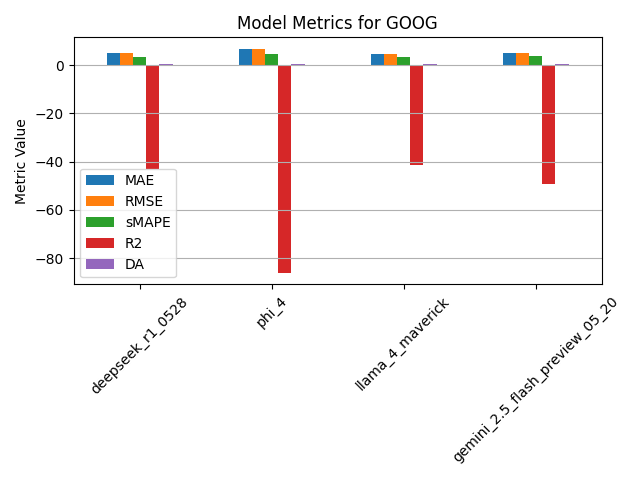 Model Metrics for GOOG
Metric Value
0
−20
−40
−60
−80
MAE
RMSE
sMAPE
R2
DA
deepseek_r1_0528
phi_4
llama_4_maverick
gemini_2.5_flash_preview_05_20